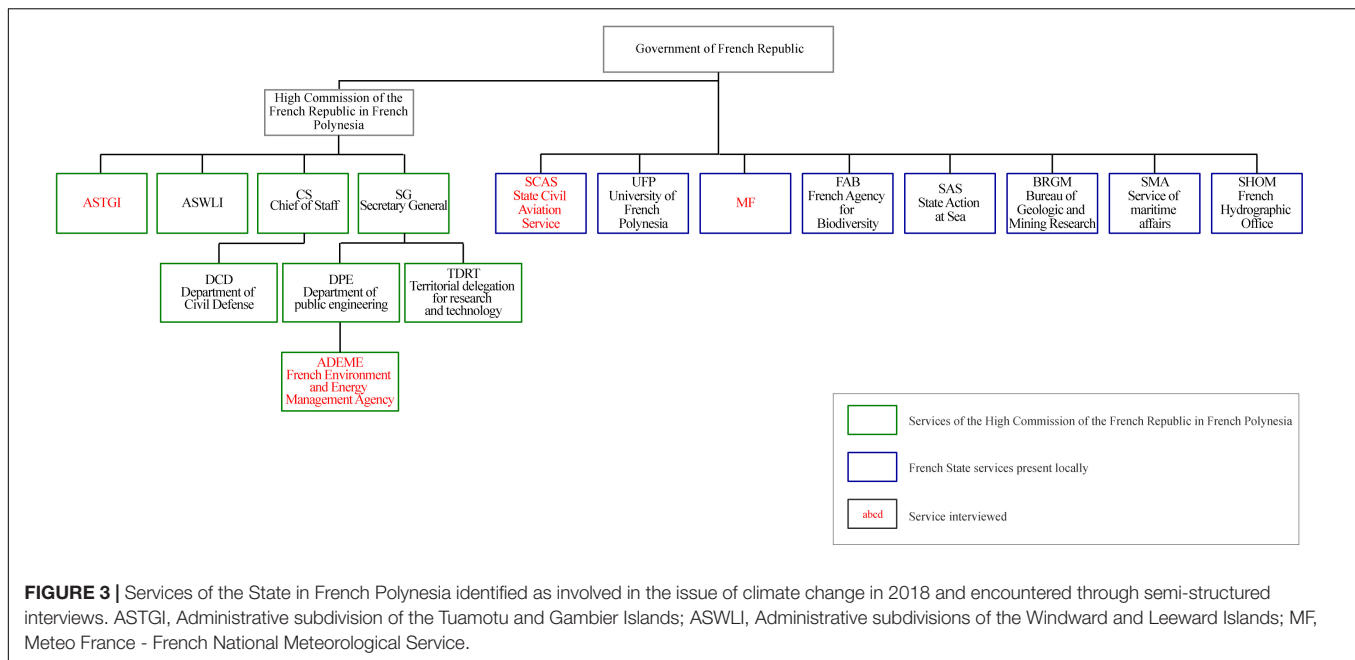 Government of French Republic
High Commission of the
French Republic in French
Polynesia
ASTGI
ASWLI
CS
Chief of Staff
SG
Secretary General
SCAS
State Civil
Aviation
Service
UFP
University of
French
Polynesia
MF
FAB
French Agency
for
Biodiversity
SAS
State Action
at Sea
BRGM
Bureau of
Geologic and
Mining Research
SMA
Service of
maritime
affairs
SHOM
French
Hydrographic
Office
DCD
Department of
Civil Defense
DPE
Department of
public engineering
TDRT
Territorial delegation
for research
and technology
ADEME
French Environment
and Energy
Management Agency
Services of the High Commission of the French Republic in French Polynesia
French State services present locally
abcd
Service interviewed
FIGURE 3 | Services of the State in French Polynesia identified as involved in the issue of climate change in 2018 and encountered through semi-structured
interviews. ASTGI, Administrative subdivision of the Tuamotu and Gambier Islands; ASWLI, Administrative subdivisions of the Windward and Leeward Islands; MF,
Meteo France - French National Meteorological Service.